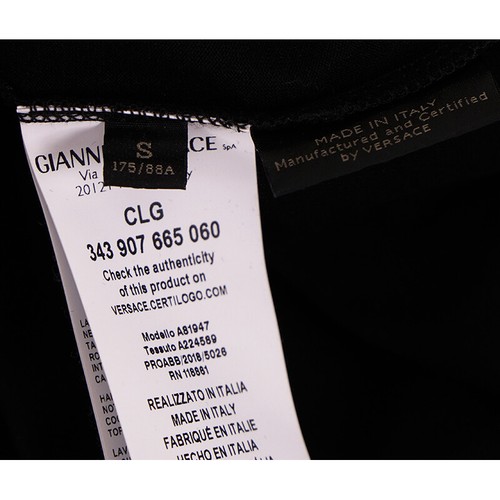 S
175/88A
MADE IN ITALY
Manufactured and Certified
by VERSACE
GIANN CE SpA
Via
2012
CLG
343 907 665 060
Check the authenticity
of this product on
VERSACE.CERTILOGO.COM
Modello A81947
Tessuto A224589
PROABB/2018/5026
RN 118861
REALIZZATO IN ITALIA
MADE IN ITALY
FABRIQUÉ EN ITALIE
HECHO EN ITALIA